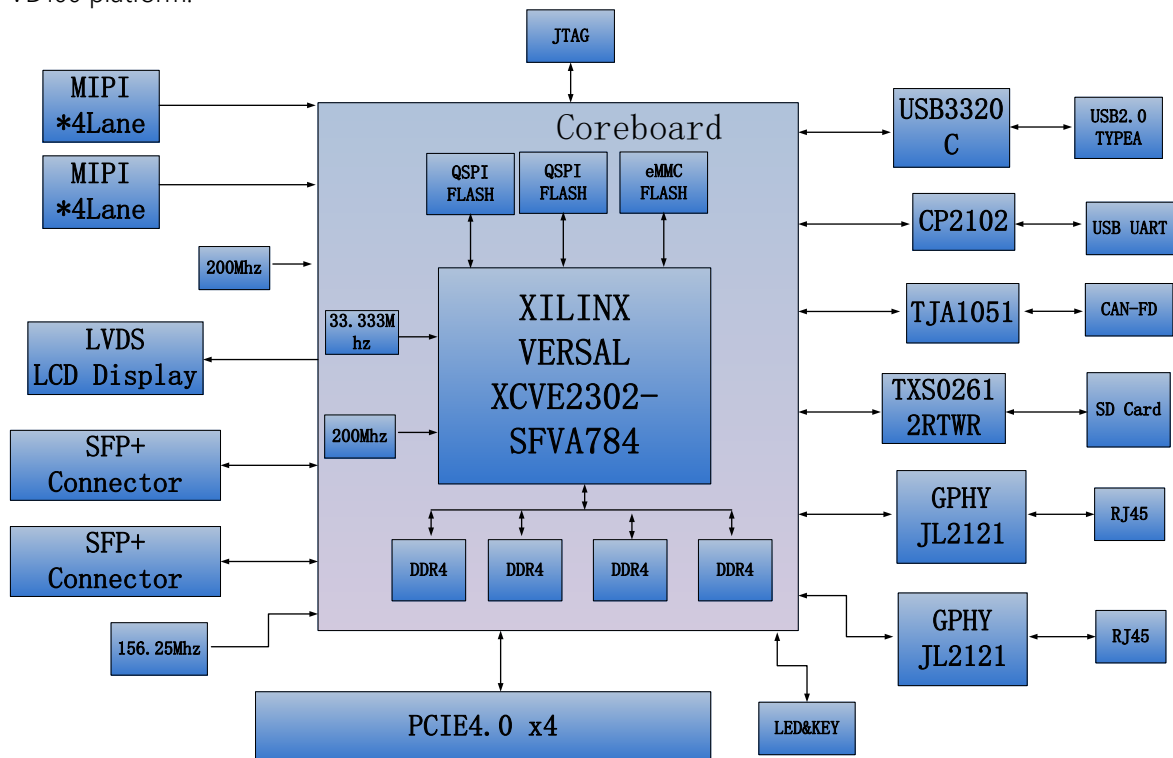 VD100 platform.
JTAG
MIPI
*4Lane
MIPI
*4Lane
200Mhz
LVDS
LCD Display
SFP+
Connector
SFP+
Connector
156.25Mhz
Coreboard
QSPI
FLASH
QSPI
FLASH
eMMC
FLASH
33.333M
hz
200Mhz
XILINX
VERSAL
XCVE2302-
SFVA784
DDR4
DDR4
DDR4
DDR4
PCIE4.0 x4
LED&KEY
USB3320
C
USB2.0
TYPEA
CP2102
USB UART
TJA1051
CAN-FD
TXS0261
2RTWR
SD Card
GPHY
JL2121
RJ45
GPHY
JL2121
RJ45